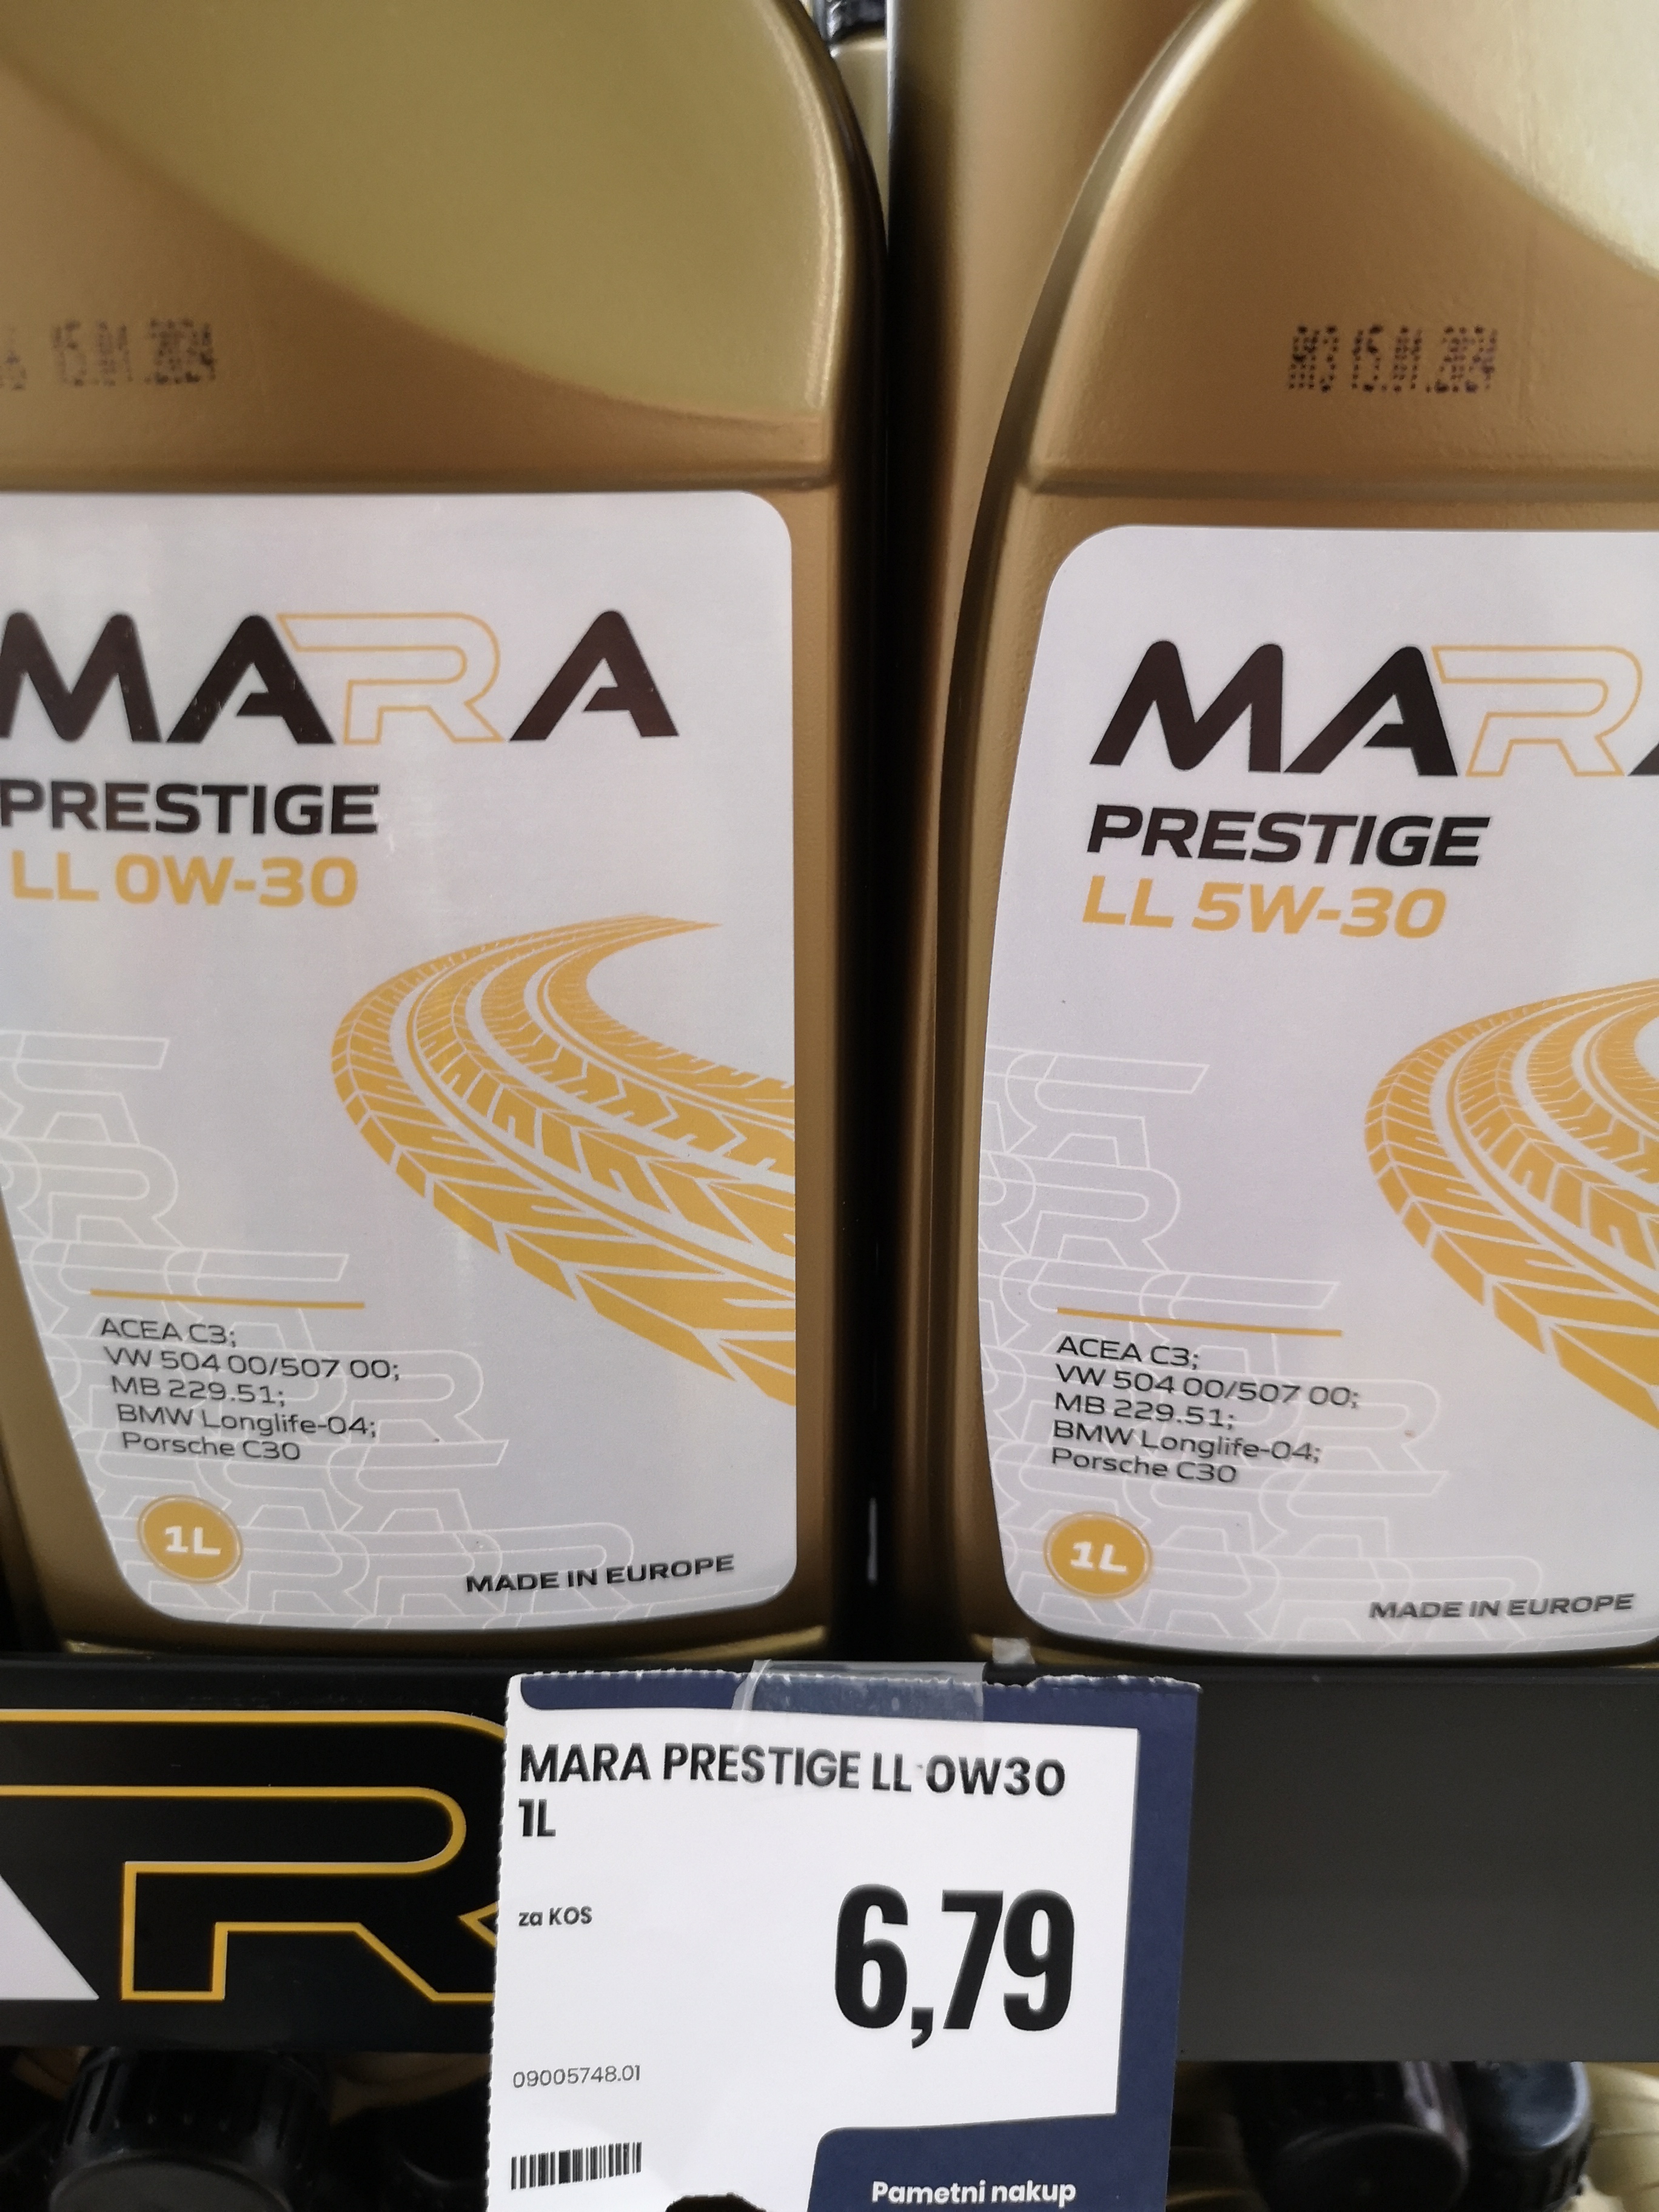 15.01.2024
15.01.2024
MARA
PRESTIGE
LL 0W-30
ACEA C3;
VW 504 00/507 00;
MB 229.51;
BMW Longlife-04;
Porsche C30
1L
MADE IN EUROPE
MARA
PRESTIGE
LL 5W-30
ACEA C3;
VW 504 00/507 00;
MB 229.51;
BMW Longlife-04;
Porsche C30
1L
MADE IN EUROPE
MARA PRESTIGE LL 0W30
1L
za KOS
6,79
09005748.01
Pametni nakup